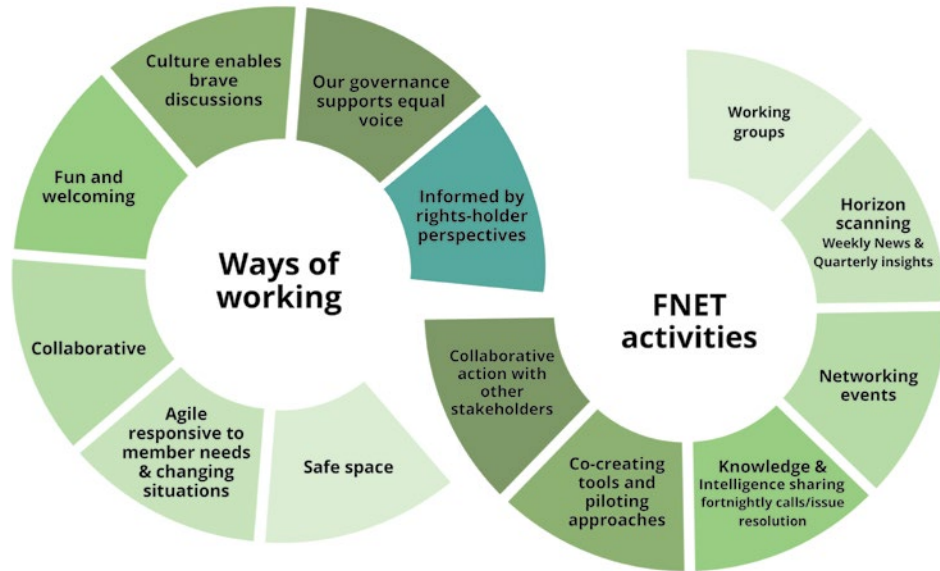 Culture enables
brave
discussions
Our governance
supports equal
voice
Informed by
rights-holder
perspectives
Fun and
welcoming
Ways of
working
Collaborative
Agile
responsive to
member needs
& changing
situations
Safe space
Working
groups
Horizon
scanning
Weekly News &
Quarterly insights
FNET
activities
Networking
events
Knowledge &
Intelligence sharing
fortnightly calls/issue
resolution
Co-creating
tools and
piloting
approaches
Collaborative
action with
other
stakeholders